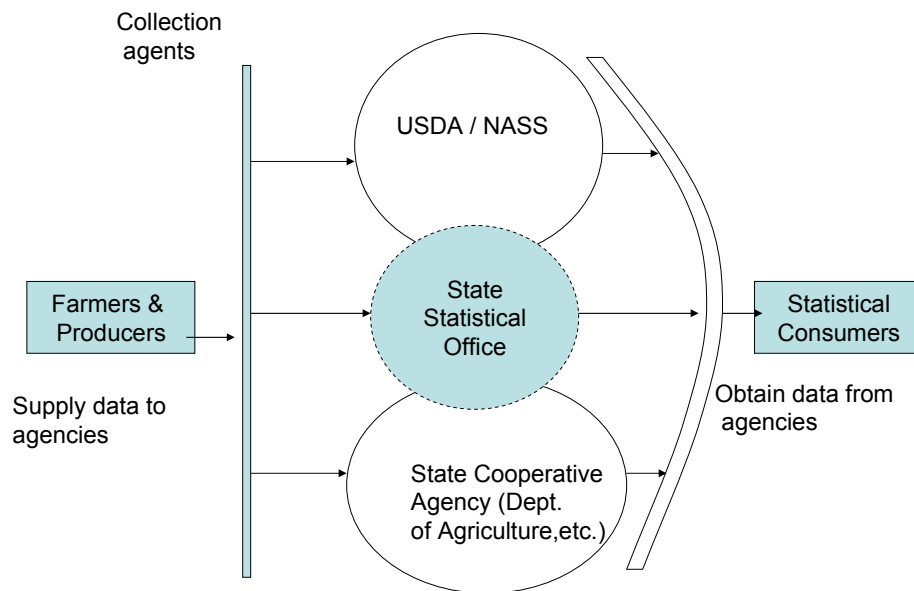 Collection
agents
USDA / NASS
Farmers &
Producers
State
Statistical
Office
Statistical
Consumers
Supply data to
agencies
Obtain data from
agencies
State Cooperative
Agency (Dept.
of Agriculture,etc.)